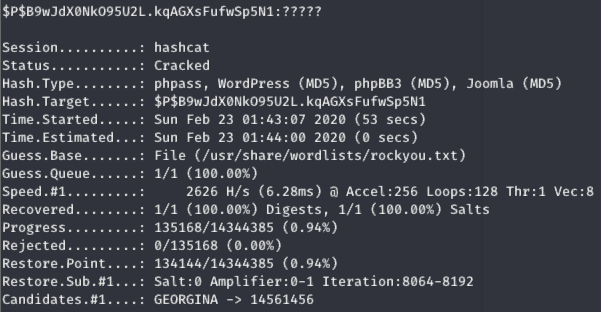 $P$B9wJdX0NkO95U2L.kqAGXsFufwSp5N1:?????
Session..........: hashcat
Status...........: Cracked
Hash.Type........: phpass, WordPress (MD5), phpBB3 (MD5), Joomla (MD5)
Hash.Target......: $P$B9wJdX0NkO95U2L.kqAGXsFufwSp5N1
Time.Started.....: Sun Feb 23 01:43:07 2020 (53 secs)
Time.Estimated...: Sun Feb 23 01:44:00 2020 (0 secs)
Guess.Base.......: File (/usr/share/wordlists/rockyou.txt)
Guess.Queue......: 1/1 (100.00%)
Speed.#1.........:     2626 H/s (6.28ms) @ Accel:256 Loops:128 Thr:1 Vec:8
Recovered........: 1/1 (100.00%) Digests, 1/1 (100.00%) Salts
Progress.........: 135168/14344385 (0.94%)
Rejected.........: 0/135168 (0.00%)
Restore.Point....: 134144/14344385 (0.94%)
Restore.Sub.#1...: Salt:0 Amplifier:0-1 Iteration:8064-8192
Candidates.#1....: GEORGINA -> 14561456